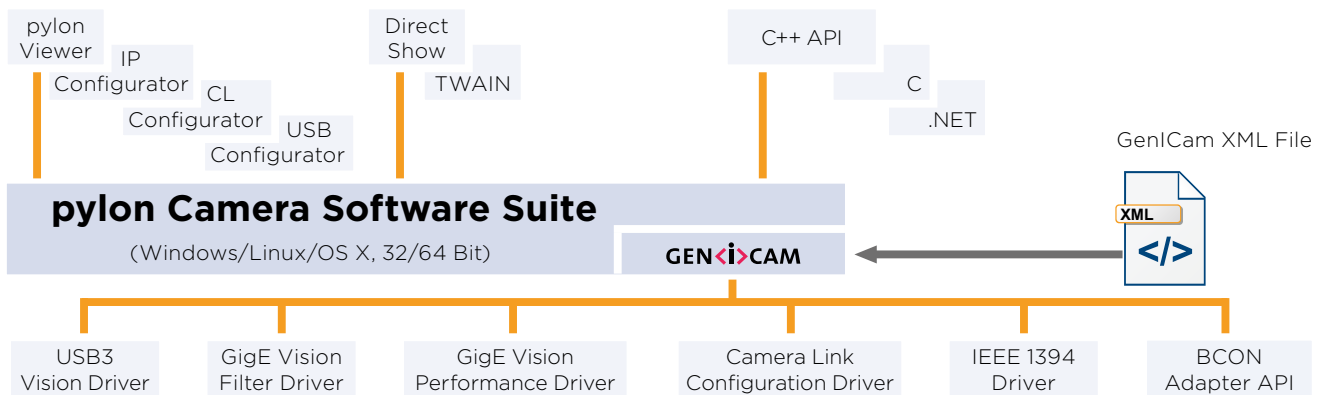 pylon
Viewer
IP
Configurator
CL
Configurator
USB
Configurator
Direct
Show
TWAIN
C++ API
C
.NET
GenICam XML File
XML
</>
pylon Camera Software Suite
(Windows/Linux/OS X, 32/64 Bit)
GEN<i>CAM
USB3
Vision Driver
GigE Vision
Filter Driver
GigE Vision
Performance Driver
Camera Link
Configuration Driver
IEEE 1394
Driver
BCON
Adapter API